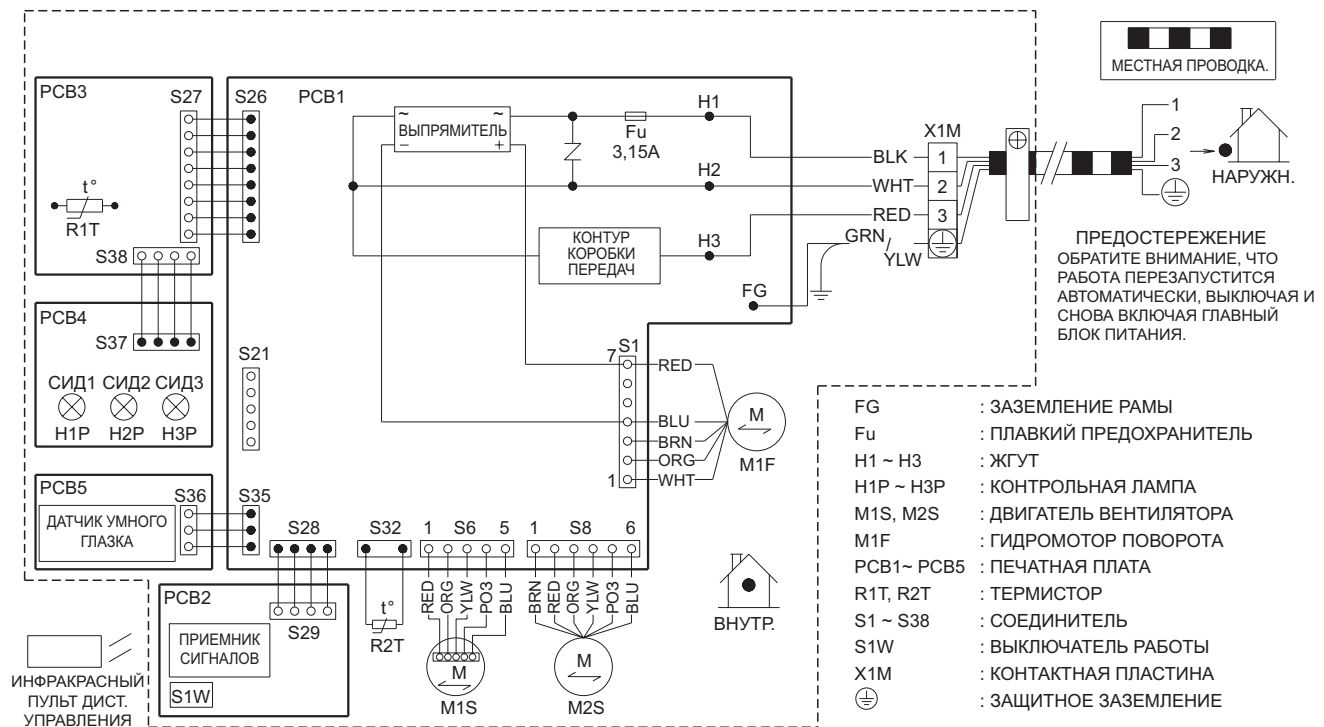 МЕСТНАЯ ПРОВОДКА.
PCB3
S27
S26
PCB1
ВЫПРЯМИТЕЛЬ
~ ~
− +
Fu
3,15A
H1
H2
H3
t°
R1T
S38
КОНТУР
КОРОБКИ
ПЕРЕДАЧ
FG
X1M
BLK
WHT
RED
GRN/
YLW
1
2
3
1
2
3
НАРУЖН.
ПРЕДОСТЕРЕЖЕНИЕ
ОБРАТИТЕ ВНИМАНИЕ, ЧТО
РАБОТА ПЕРЕЗАПУСТИТСЯ
АВТОМАТИЧЕСКИ, ВЫКЛЮЧАЯ И
СНОВА ВКЛЮЧАЯ ГЛАВНЫЙ
БЛОК ПИТАНИЯ.
PCB4
S37
СИД1 СИД2 СИД3
H1P H2P H3P
S21
7 S1
RED
BLU
BRN
ORG
1 WHT
M
M1F
PCB5
ДАТЧИК УМНОГО
ГЛАЗКА
S36
S35
S28
S32
1 S6 5
1 S8 6
PCB2
S29
ПРИЕМНИК
СИГНАЛОВ
S1W
t°
R2T
RED
ORG
YLW
PO3
BLU
M
M1S
BRN
RED
ORG
YLW
PO3
BLU
M
M2S
ВНУТР.
ИНФРАКРАСНЫЙ
ПУЛЬТ ДИСТ.
УПРАВЛЕНИЯ
FG : ЗАЗЕМЛЕНИЕ РАМЫ
Fu : ПЛАВКИЙ ПРЕДОХРАНИТЕЛЬ
H1 ~ H3 : ЖГУТ
H1P ~ H3P : КОНТРОЛЬНАЯ ЛАМПА
M1S, M2S : ДВИГАТЕЛЬ ВЕНТИЛЯТОРА
M1F : ГИДРОМОТОР ПОВОРОТА
PCB1~ PCB5 : ПЕЧАТНАЯ ПЛАТА
R1T, R2T : ТЕРМИСТОР
S1 ~ S38 : СОЕДИНИТЕЛЬ
S1W : ВЫКЛЮЧАТЕЛЬ РАБОТЫ
X1M : КОНТАКТНАЯ ПЛАСТИНА
: ЗАЩИТНОЕ ЗАЗЕМЛЕНИЕ